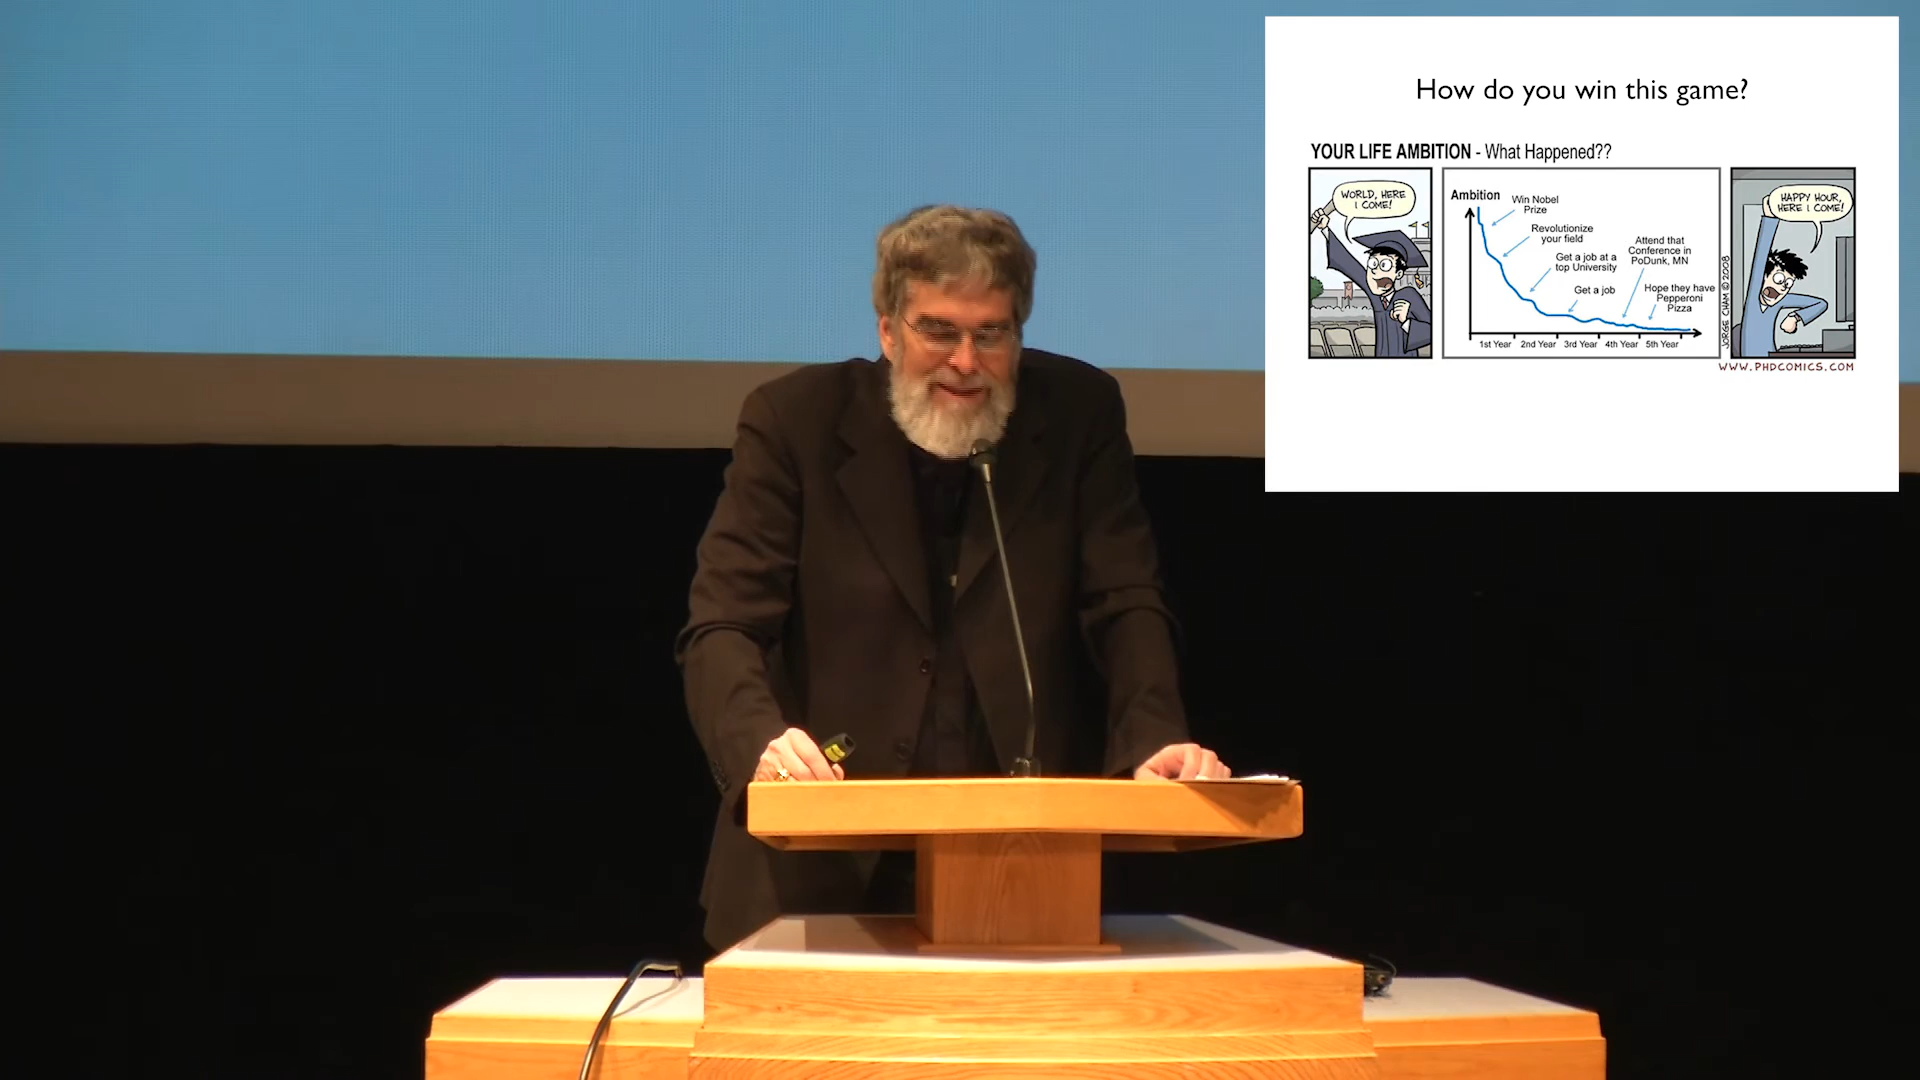 How do you win this game?
YOUR LIFE AMBITION - What Happened??
WORLD, HERE
I COME!
Ambition
Win Nobel
Prize
Revolutionize
your field
Get a job at a
top University
Get a job
Attend that
Conference in
PoDunk, MN
Hope they have
Pepperoni
Pizza
1st Year
2nd Year
3rd Year
4th Year
5th Year
JORGE CHAM © 2008
HAPPY HOUR,
HERE I COME!
WWW.PHDCOMICS.COM